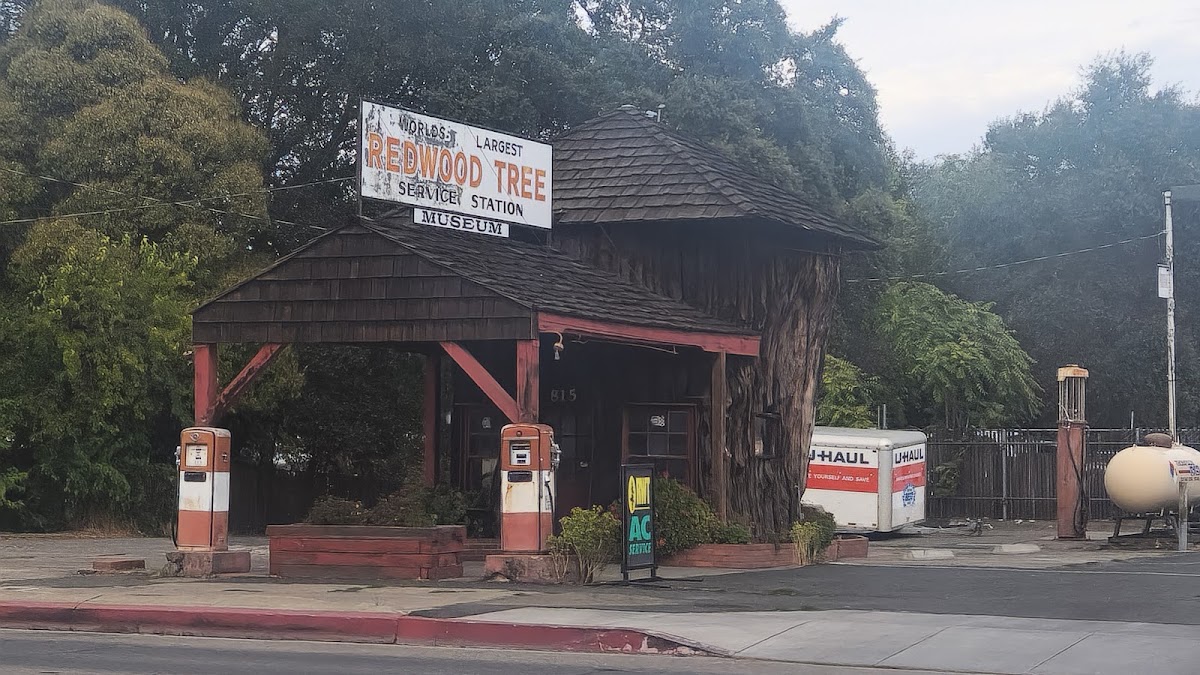 WORLDS: LARGEST
REDWOOD TREE
SERVICE STATION
MUSEUM
815
AC
SERVICE
U-HAUL
YOURSELF AND SAVE
U-HAUL